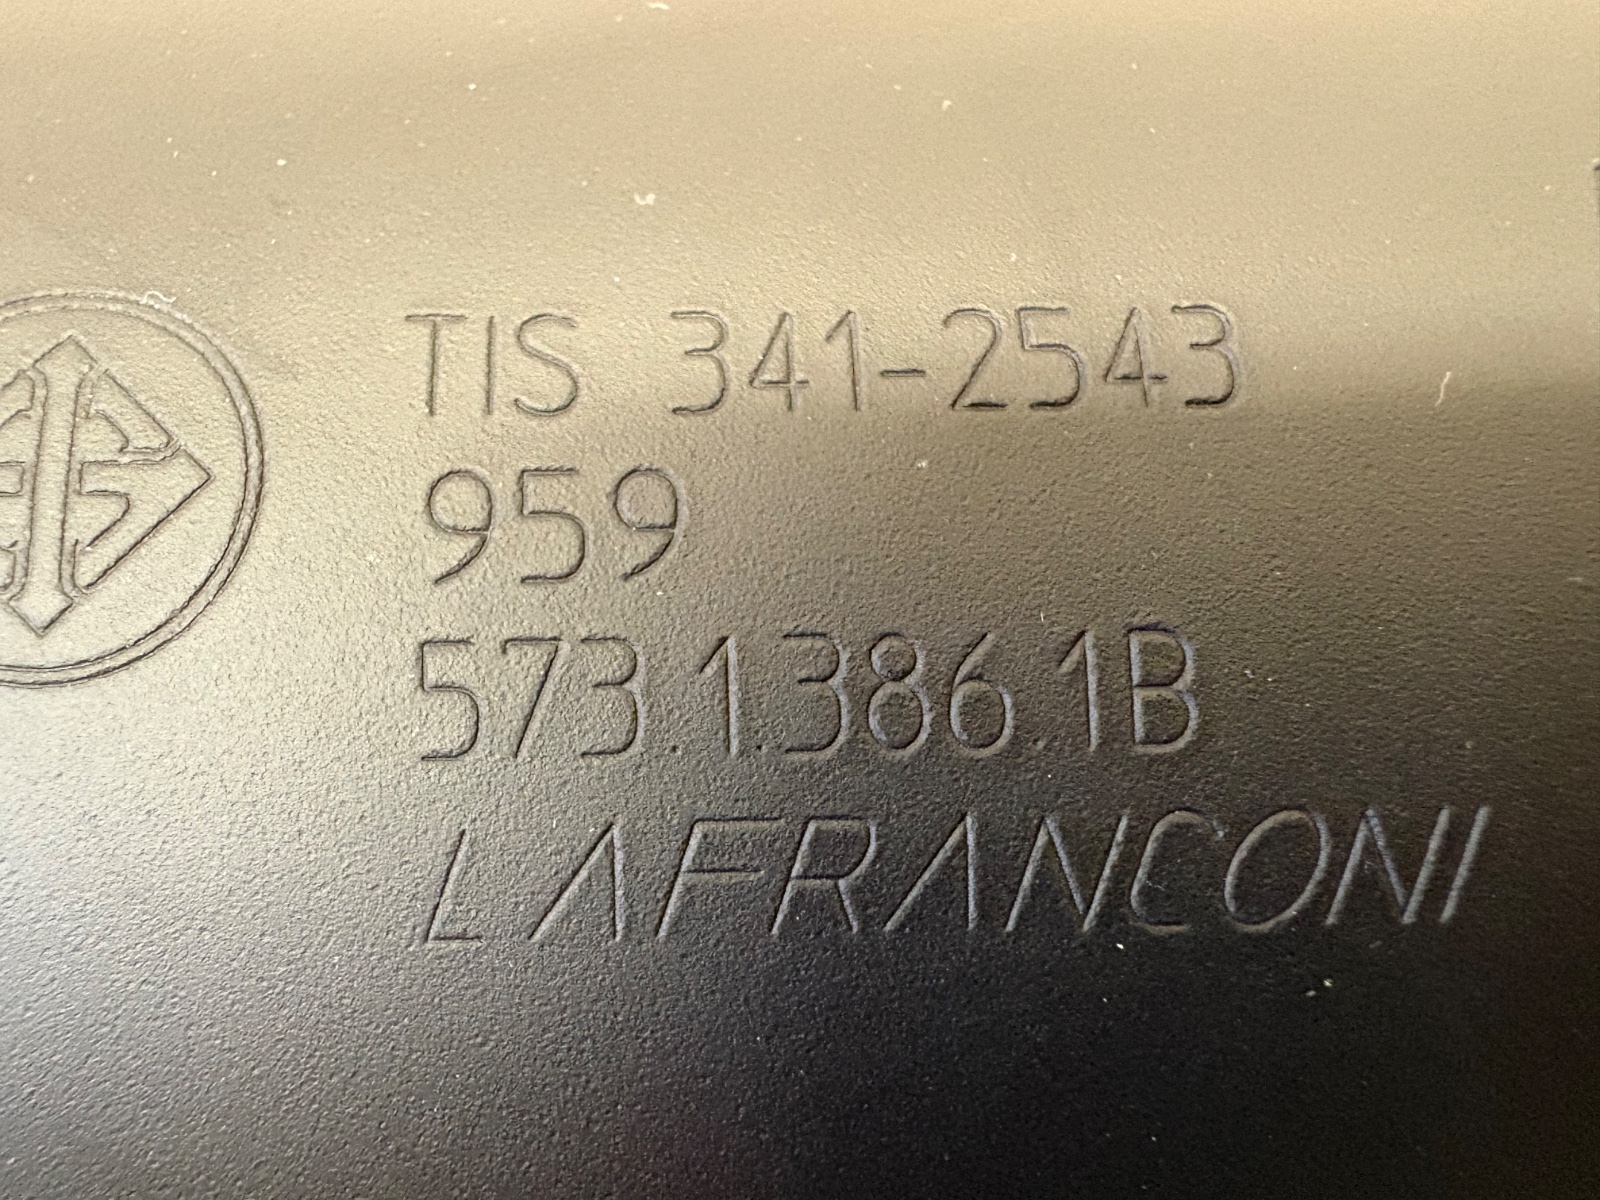 TIS 341-2543
959
573.1.386.1B
LAFRANCONI